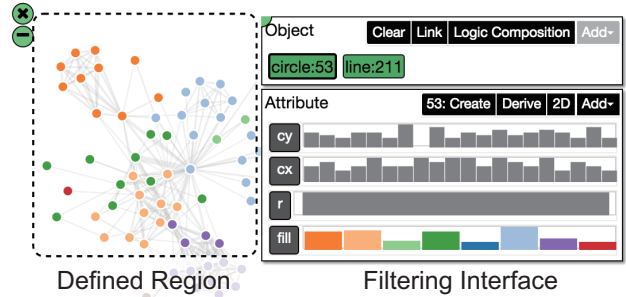 Object
Clear Link Logic Composition Add
circle:53 line:211
Attribute
53: Create Derive 2D Add
cy
cx
r
fill
Defined Region
Filtering Interface